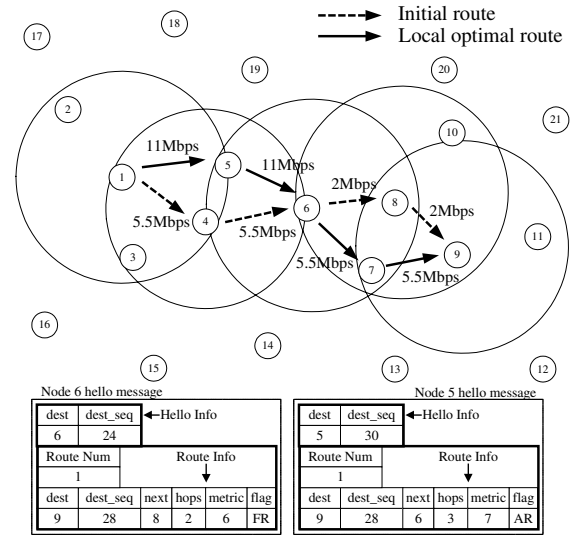 Initial route
Local optimal route
17
18
19
20
21
2
10
11Mbps
5
11Mbps
1
2Mbps
8
2Mbps
6
4
5.5Mbps
5.5Mbps
11
3
5.5Mbps
7
9
5.5Mbps
16
14
15
13
12
Node 6 hello message
dest dest_seq Hello Info
6 24
Route Num Route Info
1
dest dest_seq next hops metric flag
9 28 8 2 6 FR
Node 5 hello message
dest dest_seq Hello Info
5 30
Route Num Route Info
1
dest dest_seq next hops metric flag
9 28 6 3 7 AR